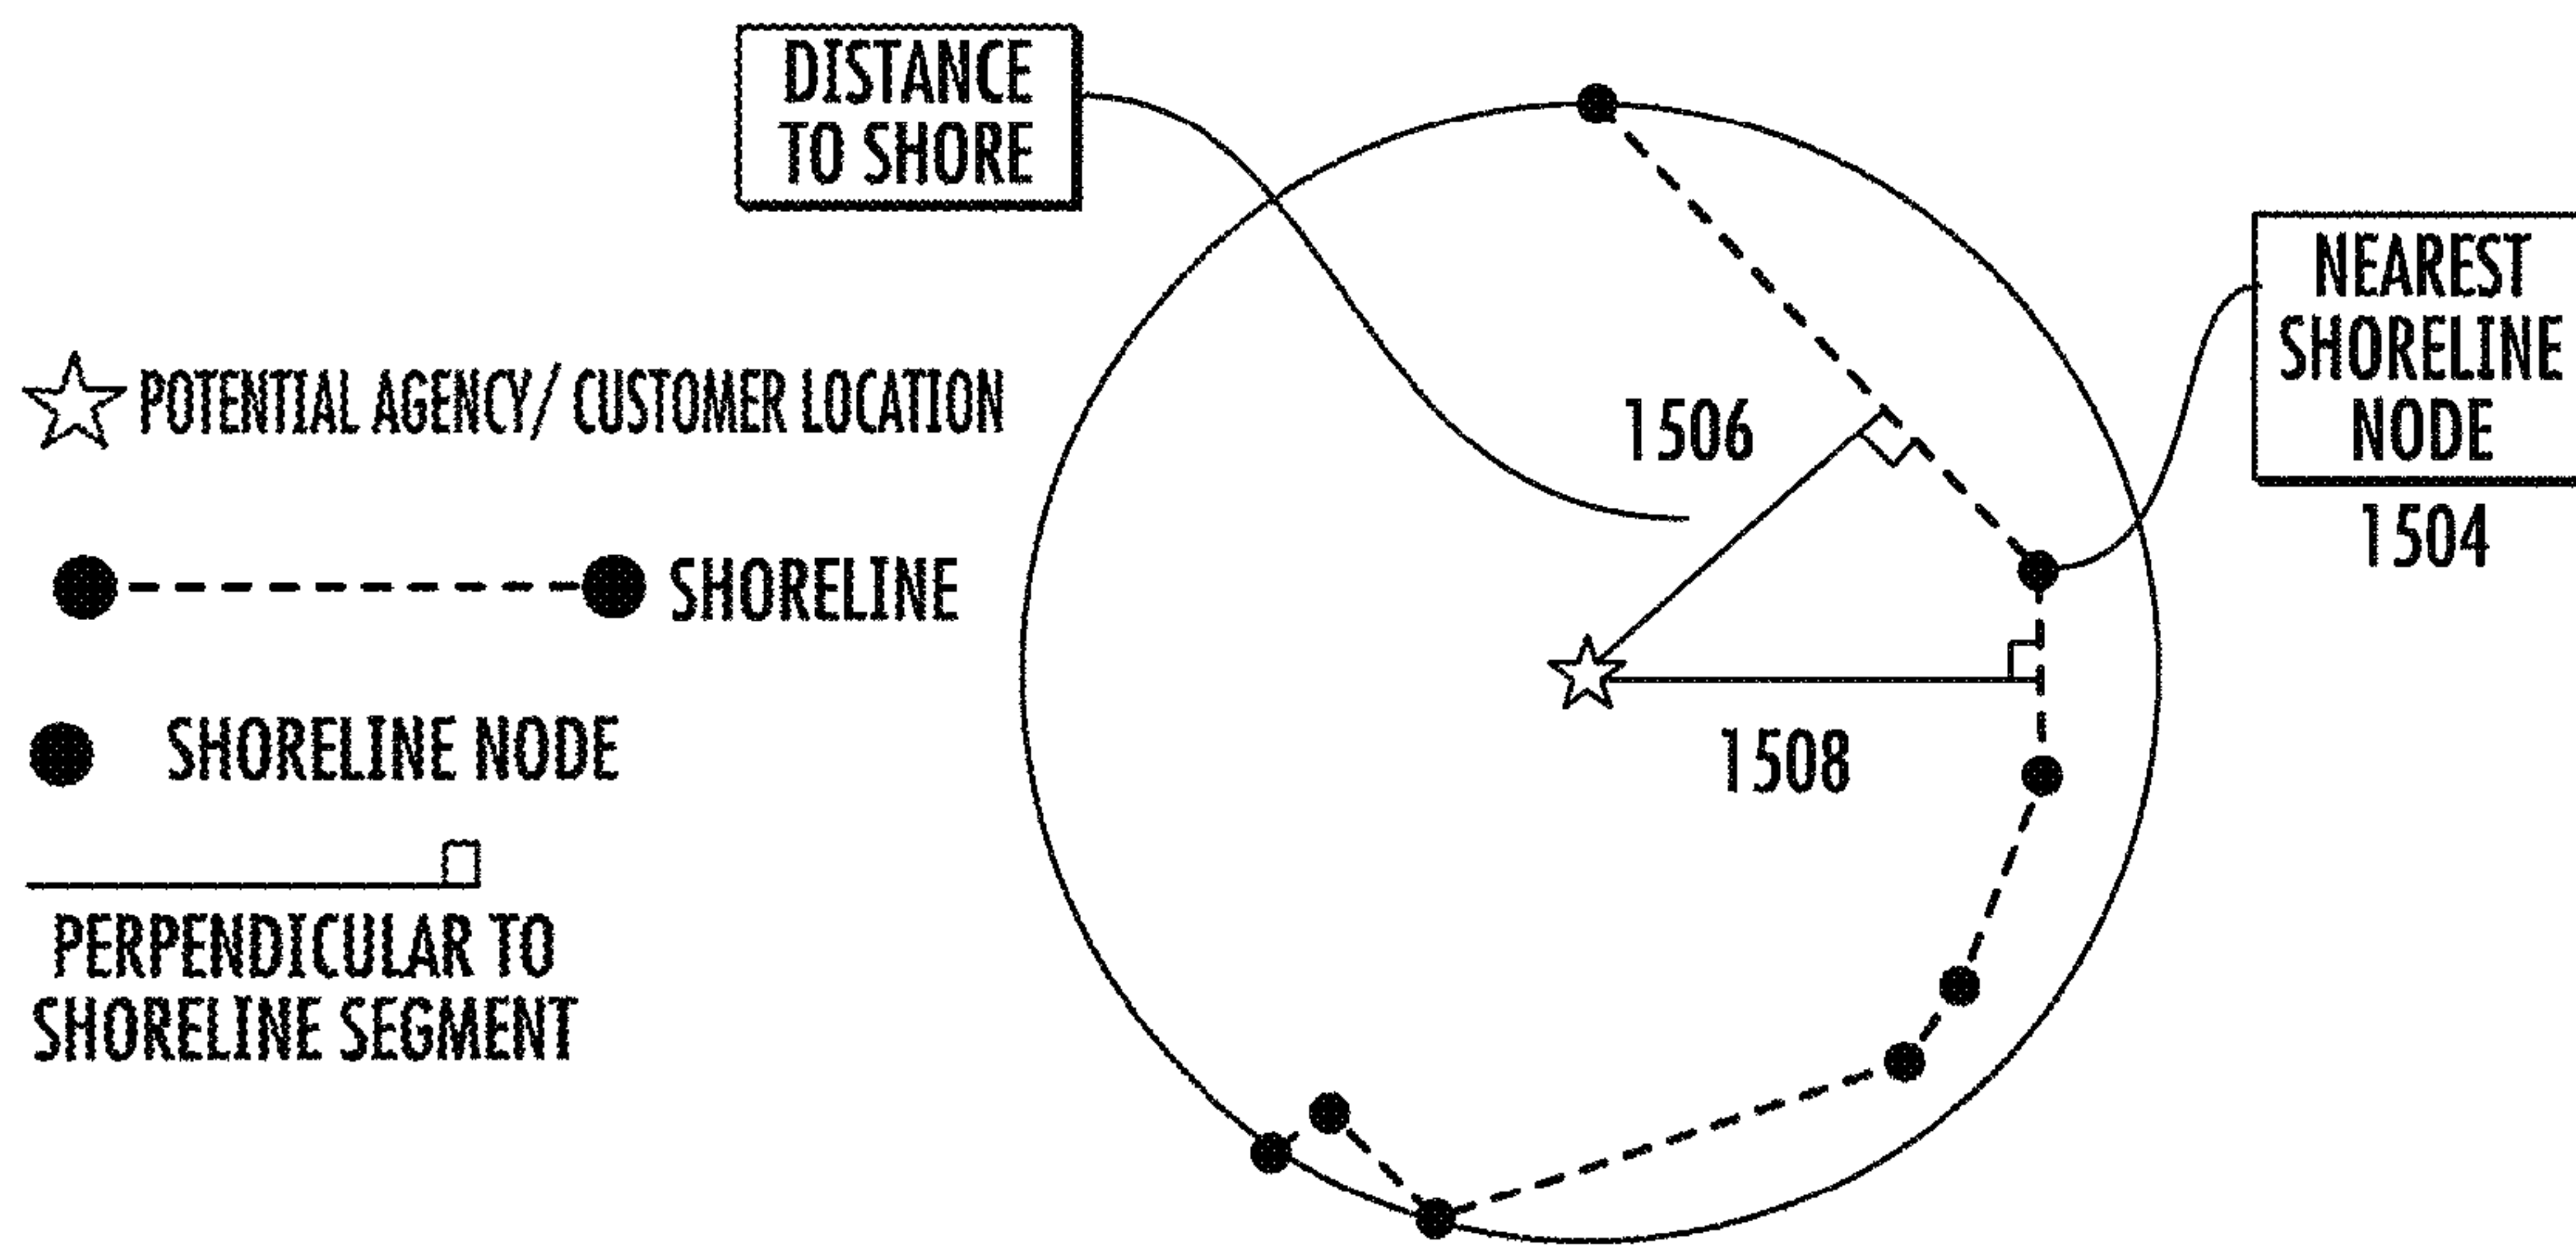 DISTANCE
TO SHORE
NEAREST
SHORELINE
NODE
1504
POTENTIAL AGENCY/ CUSTOMER LOCATION
1506
SHORELINE
1508
SHORELINE NODE
PERPENDICULAR TO
SHORELINE SEGMENT